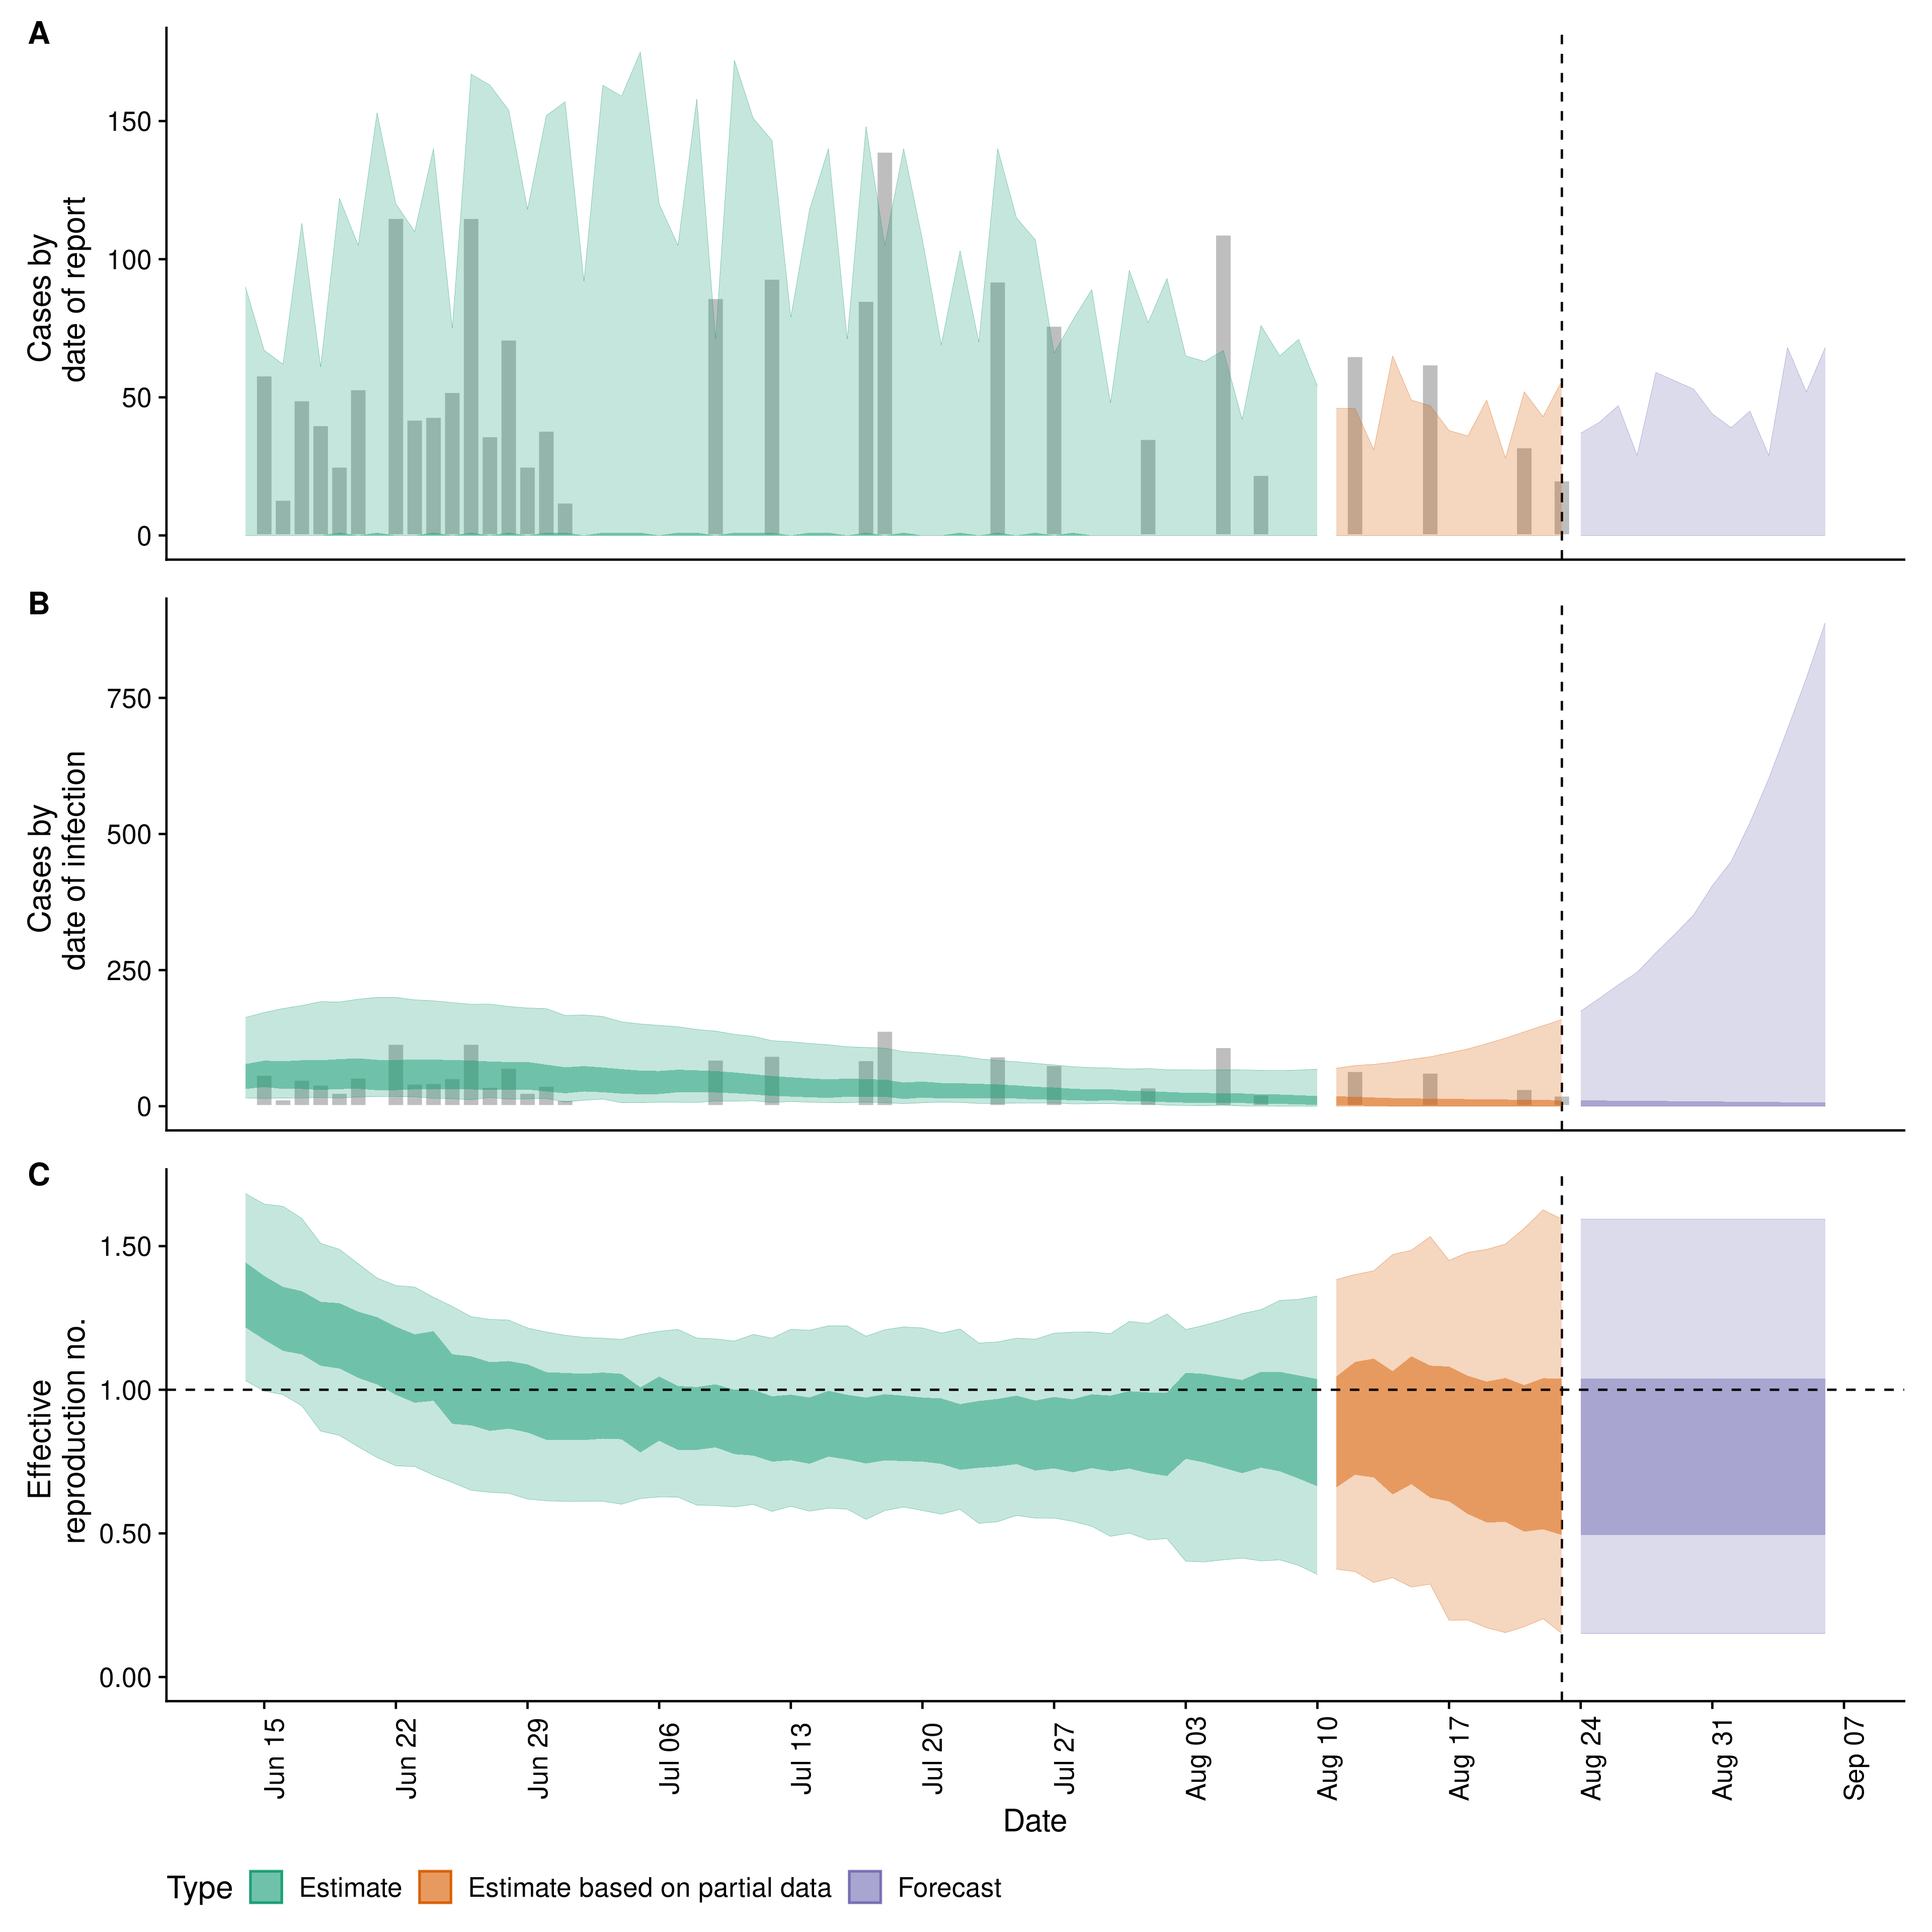 A
Cases by
date of report
150
100
50
0
B
Cases by
date of infection
750
500
250
0
C
Effective
reproduction no.
1.50
1.00
0.50
0.00
Jun 15
Jun 22
Jun 29
Jul 06
Jul 13
Jul 20
Jul 27
Aug 03
Aug 10
Aug 17
Aug 24
Aug 31
Sep 07
Date
Type Estimate Estimate based on partial data Forecast